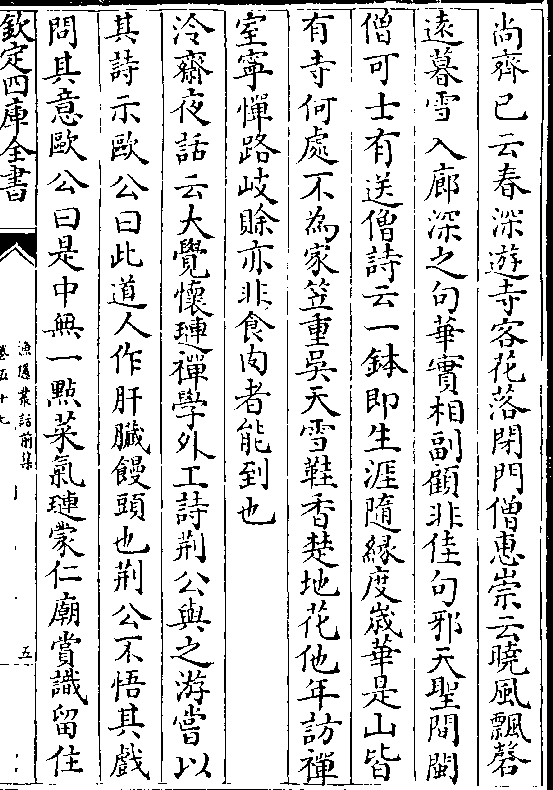 尚齊已云春深遊寺客花落閉門僧惠崇云曉風飄磬
遠暮雪入廊深之句華實相副顧非佳句邪天聖間閩
僧可士有送僧詩云一鉢即生涯隨緣度歲華是山皆
有寺何處不為家笠重吳天雪鞋香楚地花他年訪禪
室寧憚路岐賒亦非食肉者能到也
冷齋夜話云大覺懷璉禪學外工詩荆公與之游嘗以
其詩示歐公曰此道人作肝臟饅頭也荆公不悟其戲
問其意歐公曰是中無一點菜氣璉蒙仁廟賞識留住
欽定四庫全書
漁隱叢話前集
卷五十七
五